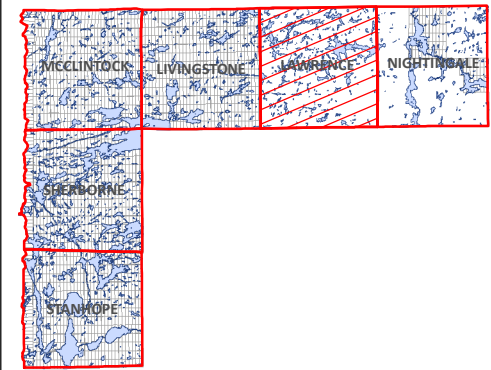 MCCLINTOCK
LIVINGSTONE
LAWRENCE
NIGHTINGALE
SHERBORNE
STANHOPE